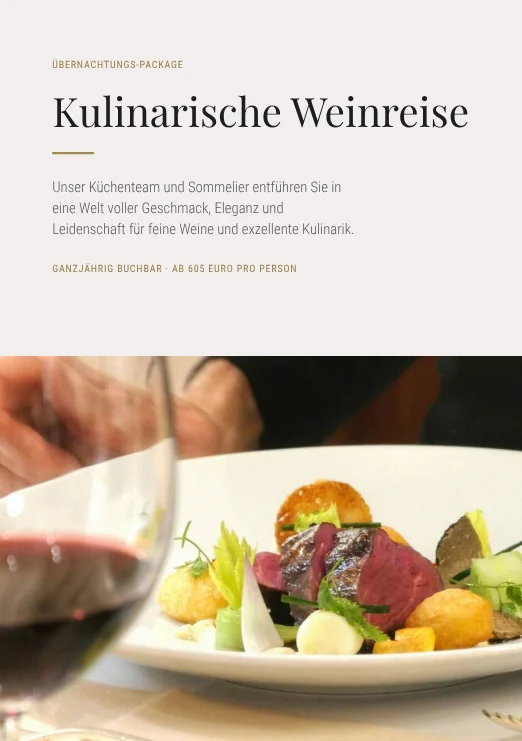 ÜBERNACHTUNGS-PACKAGE
Kulinarische Weinreise
Unser Küchenteam und Sommelier entführen Sie in
eine Welt voller Geschmack, Eleganz und
Leidenschaft für feine Weine und exzellente Kulinarik.
GANZJÄHRIG BUCHBAR · AB 605 EURO PRO PERSON